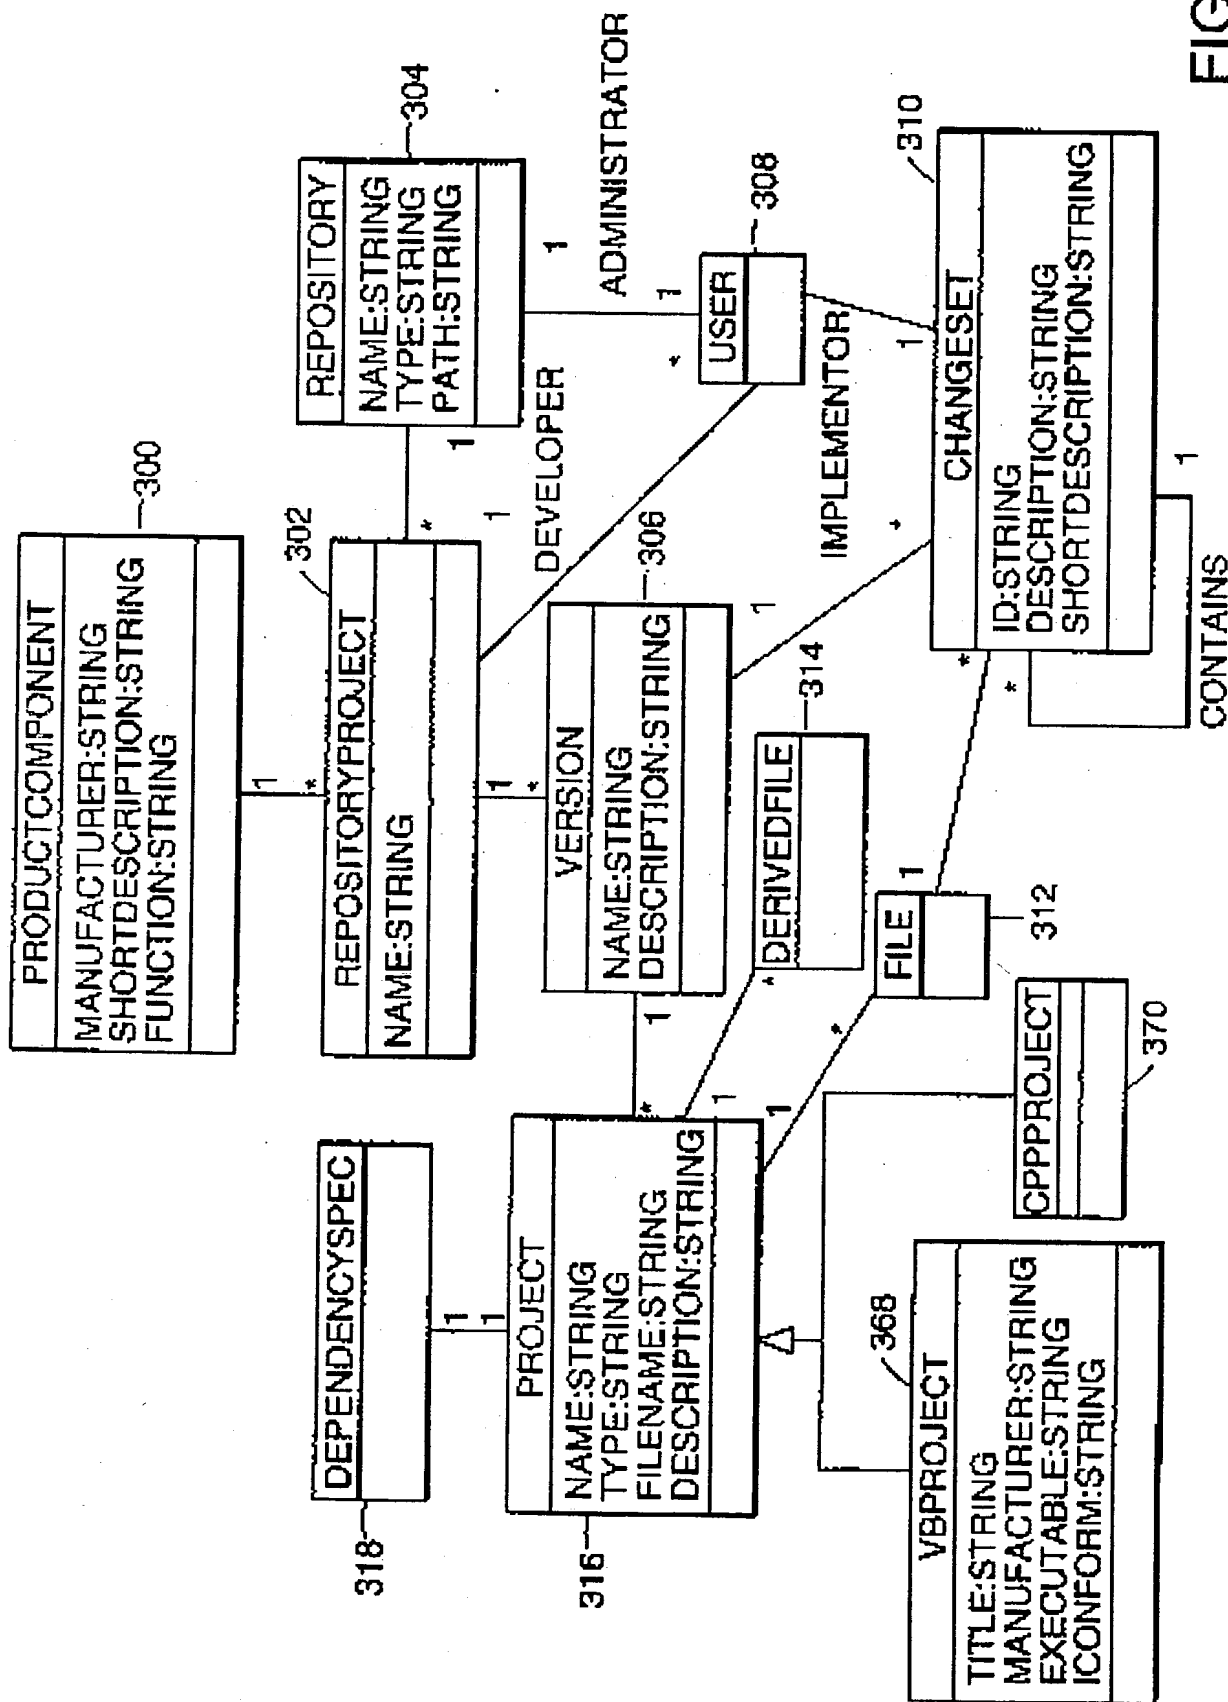 PRODUCTCOMPONENT
MANUFACTURER:STRING
SHORTDESCRIPTION:STRING
FUNCTION:STRING
300
1
*
302
REPOSITORYPROJECT
NAME:STRING
*
1
REPOSITORY
NAME:STRING
TYPE:STRING
PATH:STRING
304
1
ADMINISTRATOR
1
1
DEVELOPER
*
USER
308
1
*
VERSION
NAME:STRING
DESCRIPTION:STRING
306
1
*
IMPLEMENTOR
1
CHANGESET
ID:STRING
DESCRIPTION:STRING
SHORTDESCRIPTION:STRING
310
*
*
1
CONTAINS
DEPENDENCYSPEC
318
1
1
PROJECT
NAME:STRING
TYPE:STRING
FILENAME:STRING
DESCRIPTION:STRING
316
*
1
1
*
DERIVEDFILE
314
1
*
FILE
1
312
VBPROJECT
TITLE:STRING
MANUFACTURER:STRING
EXECUTABLE:STRING
ICONFORM:STRING
368
CPPPROJECT
370
FIG